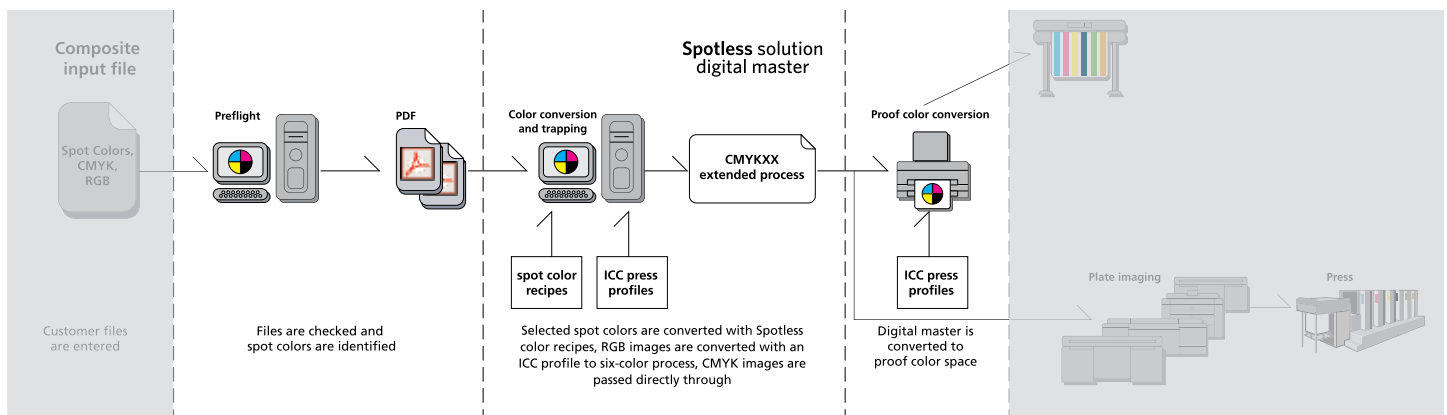 Composite
input file
Spot Colors,
CMYK,
RGB
Customer files
are entered
Preflight
PDF
Files are checked and
spot colors are identified
Spotless solution
digital master
Color conversion
and trapping
CMYKXX
extended process
spot color
recipes
ICC press
profiles
Selected spot colors are converted with Spotless
color recipes, RGB images are converted with an
ICC profile to six-color process, CMYK images are
passed directly through
Proof color conversion
ICC press
profiles
Digital master is
converted to
proof color space
Plate imaging
Press